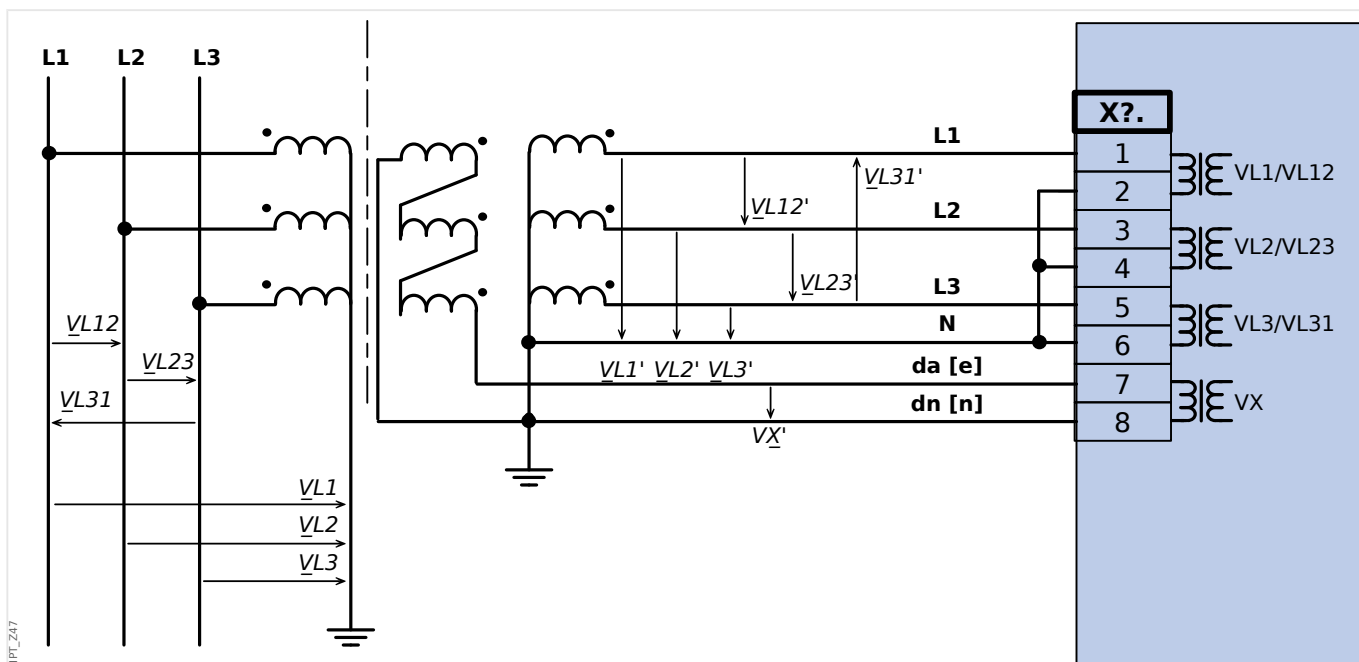 L1 L2 L3
X?.
L1
1
VL31'
VL1/VL12
2
VL12'
L2
3
VL2/VL23
4
VL23'
L3
5
N
VL3/VL31
6
VL12
VL23
da [e]
VL1' VL2' VL3'
7
VL31
dn [n]
VX
8
VX'
VL1
VL2
VL3
IPT_Z47